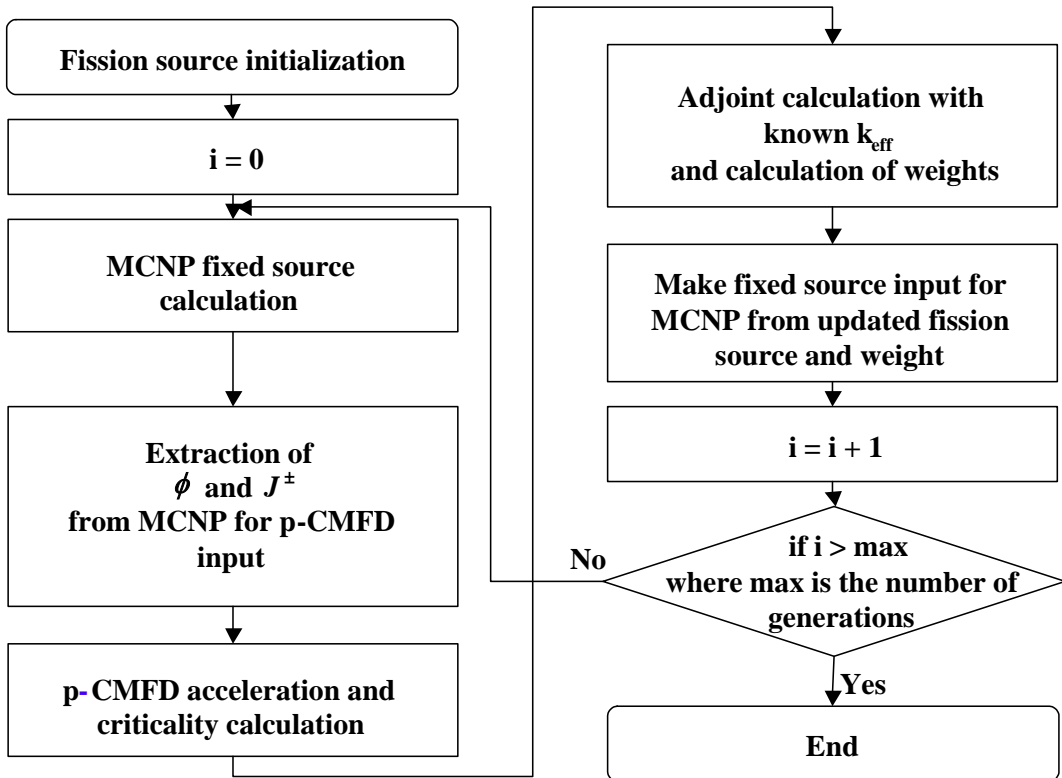 Fission source initialization
i = 0
MCNP fixed source
calculation
Extraction of
ϕ and J±
from MCNP for p-CMFD
input
p-CMFD acceleration and
criticality calculation
Adjoint calculation with
known keff
and calculation of weights
Make fixed source input for
MCNP from updated fission
source and weight
i = i + 1
if i > max
where max is the number of
generations
No
Yes
End